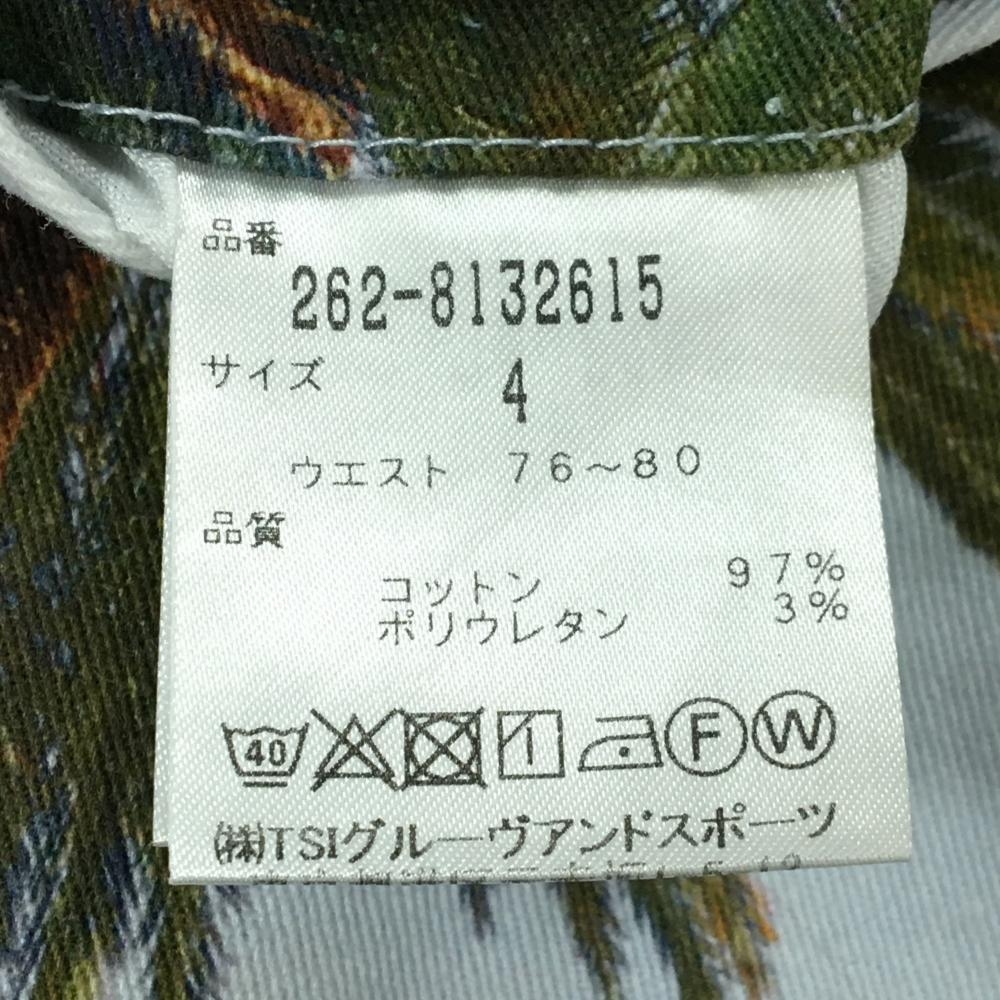 品番
262-8132615
サイズ 4
ウエスト 76~80
品質
コットン 97%
ポリウレタン 3%
40 F W
(株)TSIグルーヴアンドスポーツ